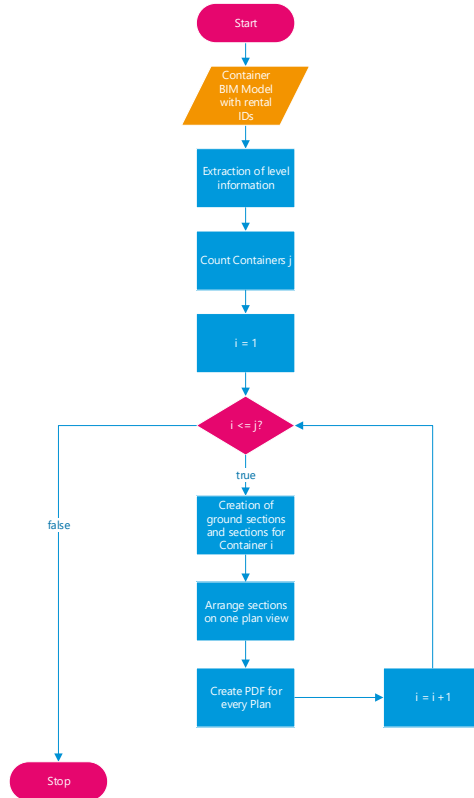 Start
Container
BIM Model
with rental
IDs
Extraction of level
information
Count Containers j
i = 1
i <= j?
true
false
Creation of
ground sections
and sections for
Container i
Arrange sections
on one plan view
Create PDF for
every Plan
i = i +1
Stop